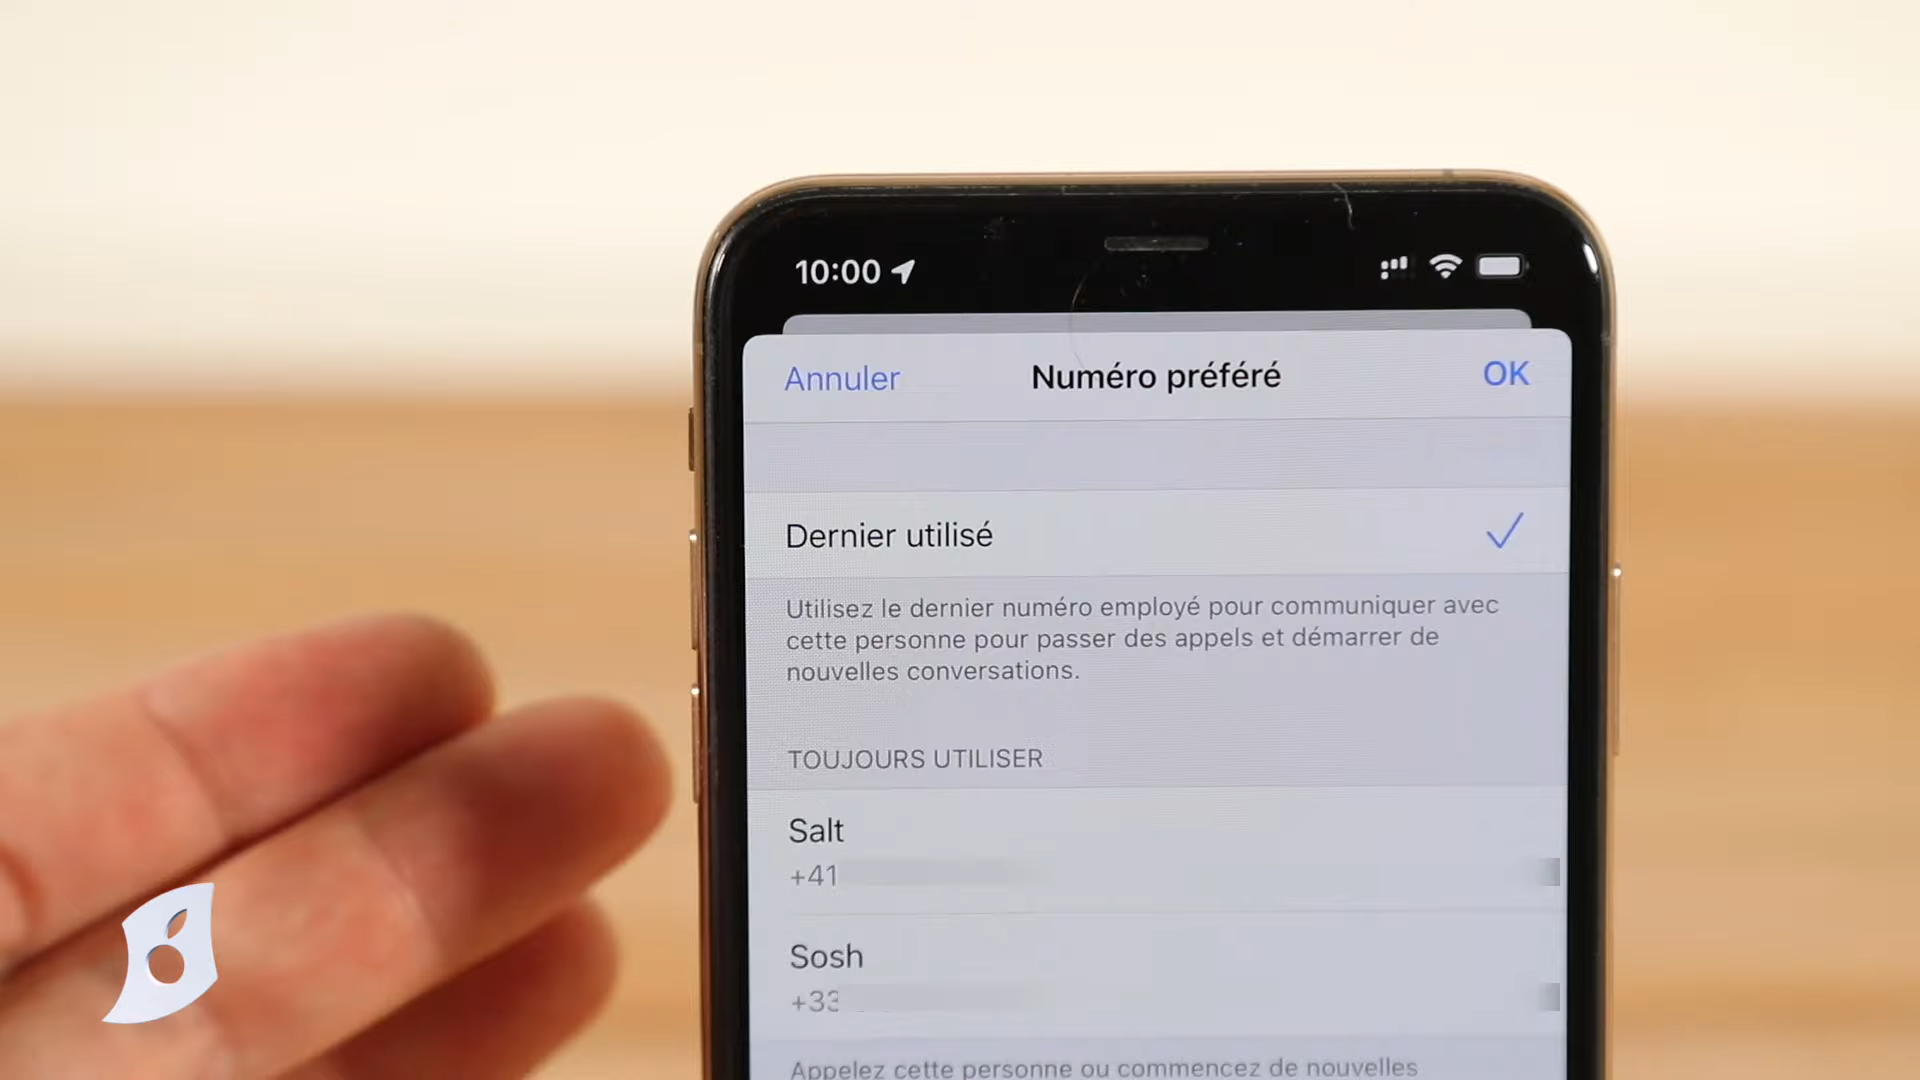 10:00
Annuler
Numéro préféré
OK
Dernier utilisé
Utilisez le dernier numéro employé pour communiquer avec
cette personne pour passer des appels et démarrer de
nouvelles conversations.
TOUJOURS UTILISER
Salt
+41
Sosh
+33
Appelez cette personne ou commencez de nouvelles